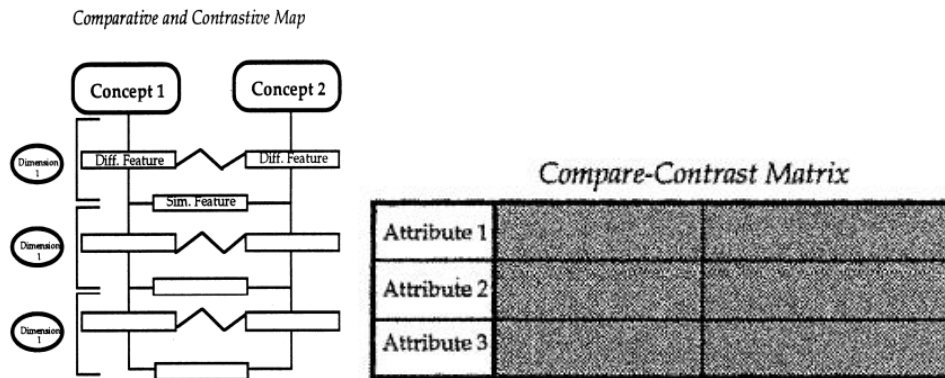 Comparative and Contrastive Map
Concept 1
Concept 2
Dimension
1
Diff. Feature
Diff. Feature
Sim. Feature
Dimension
1
Dimension
1
Compare-Contrast Matrix
Attribute 1
Attribute 2
Attribute 3